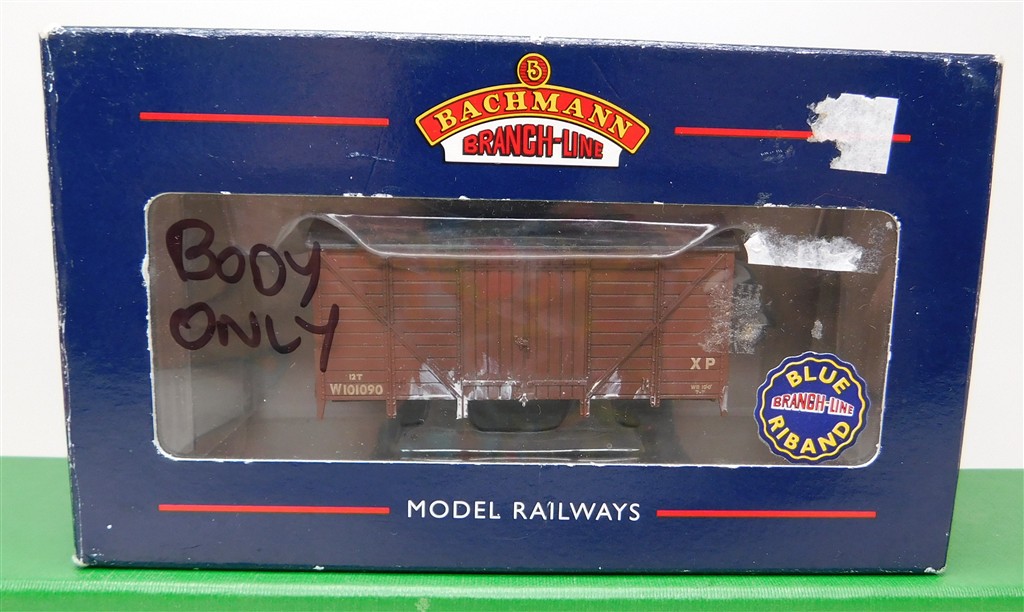 B
BACHMANN
BRANCH-LINE
BODY
ONLY
12T
W101090
XP
BLUE
BRANCH-LINE
RIBAND
MODEL RAILWAYS